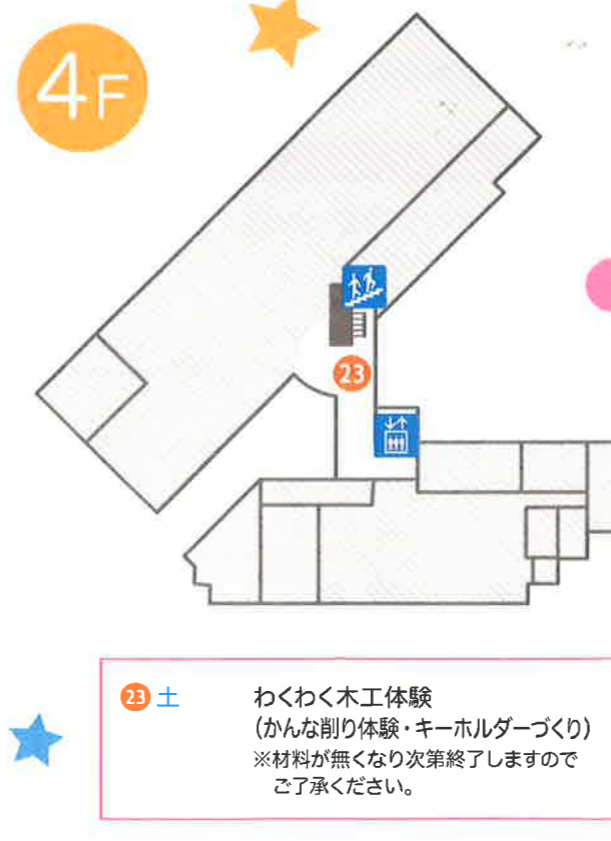 4F
23
23 土 わくわく木工体験
(かんな削り体験・キーホルダーづくり)
※材料が無くなり次第終了しますので
ご了承ください。